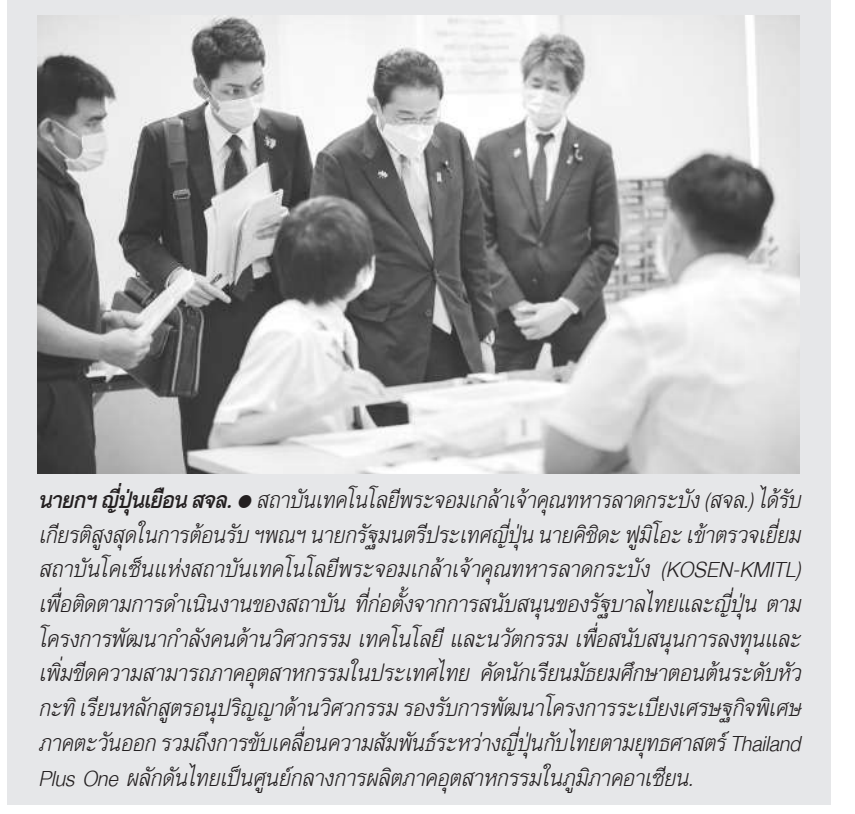 นายกฯ ญี่ปุ่นเยือน สจล. ● สถาบันเทคโนโลยีพระจอมเกล้าเจ้าคุณทหารลาดกระบัง (สจล.) ได้รับ
เกียรติสูงสุดในการต้อนรับ ฯพณฯ นายกรัฐมนตรีประเทศญี่ปุ่น นายคิชิดะ ฟูมิโอะ เข้าตรวจเยี่ยม
สถาบันโคเซ็นแห่งสถาบันเทคโนโลยีพระจอมเกล้าเจ้าคุณทหารลาดกระบัง (KOSEN-KMITL)
เพื่อติดตามการดำเนินงานของสถาบัน ที่ก่อตั้งจากการสนับสนุนของรัฐบาลไทยและญี่ปุ่น ตาม
โครงการพัฒนากำลังคนด้านวิศวกรรม เทคโนโลยี และนวัตกรรม เพื่อสนับสนุนการลงทุนและ
เพิ่มขีดความสามารถภาคอุตสาหกรรมในประเทศไทย คัดนักเรียนมัธยมศึกษาตอนต้นระดับหัว
กะทิ เรียนหลักสูตรอนุปริญญาด้านวิศวกรรม รองรับการพัฒนาโครงการระเบียงเศรษฐกิจพิเศษ
ภาคตะวันออก รวมถึงการขับเคลื่อนความสัมพันธ์ระหว่างญี่ปุ่นกับไทยตามยุทธศาสตร์ Thailand
Plus One ผลักดันไทยเป็นศูนย์กลางการผลิตภาคอุตสาหกรรมในภูมิภาคอาเซียน.